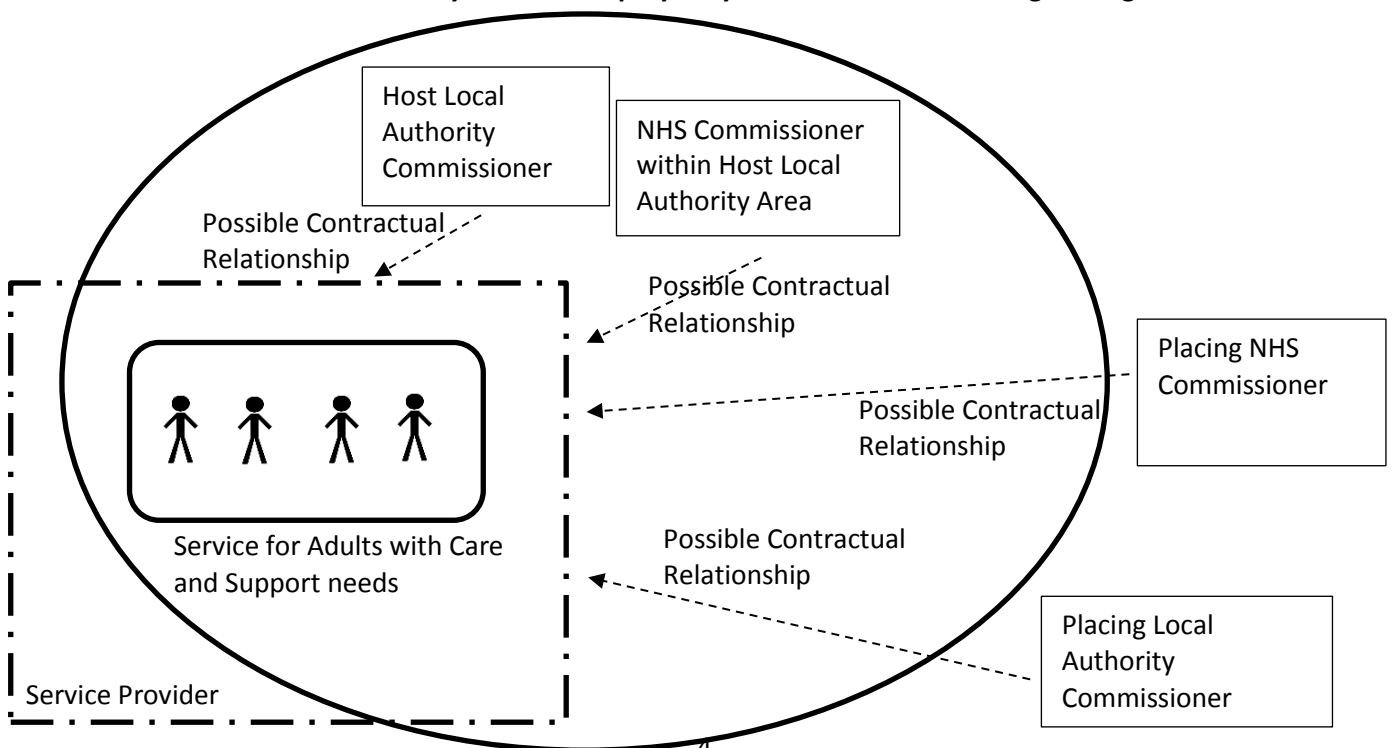 Host Local
Authority
Commissioner
NHS Commissioner
within Host Local
Authority Area
Possible Contractual
Relationship
Possible Contractual
Relationship
Placing NHS
Commissioner
Possible Contractual
Relationship
Service for Adults with Care
and Support needs
Possible Contractual
Relationship
Placing Local
Authority
Commissioner
Service Provider